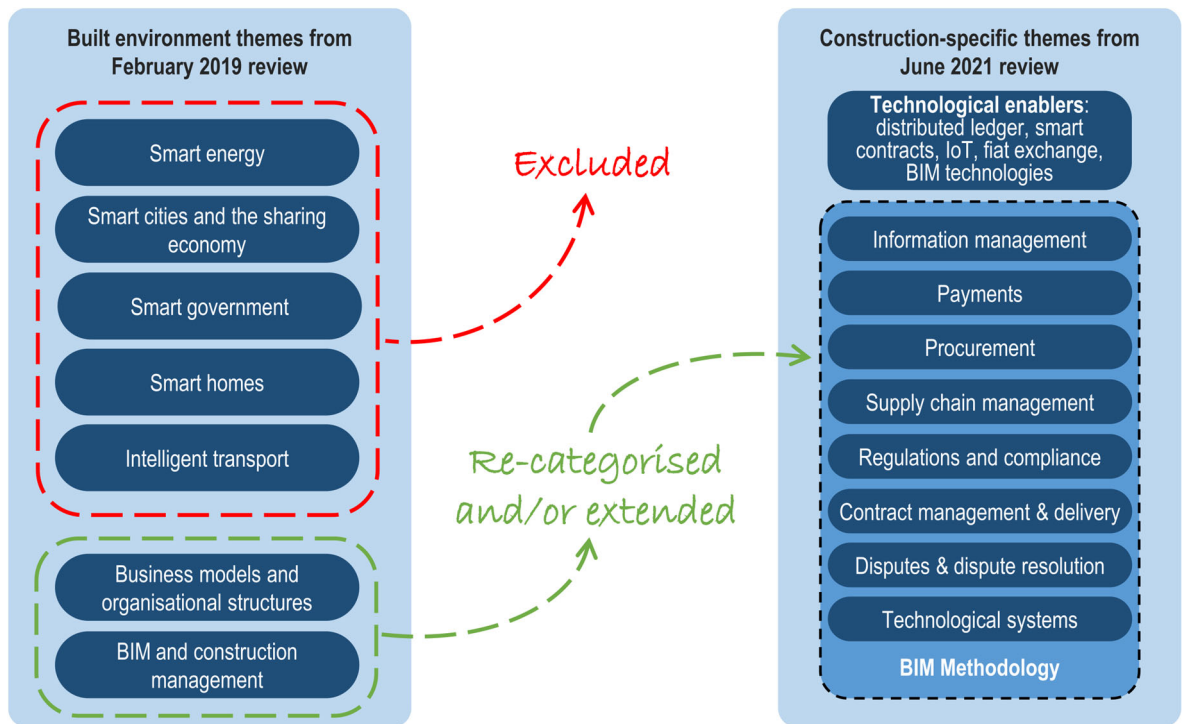 Built environment themes from
February 2019 review
Smart energy
Smart cities and the sharing
economy
Smart government
Smart homes
Intelligent transport
Business models and
organisational structures
BIM and construction
management
Excluded
Re-categorised
and/or extended
Construction-specific themes from
June 2021 review
Technological enablers:
distributed ledger, smart
contracts, IoT, fiat exchange,
BIM technologies
Information management
Payments
Procurement
Supply chain management
Regulations and compliance
Contract management & delivery
Disputes & dispute resolution
Technological systems
BIM Methodology